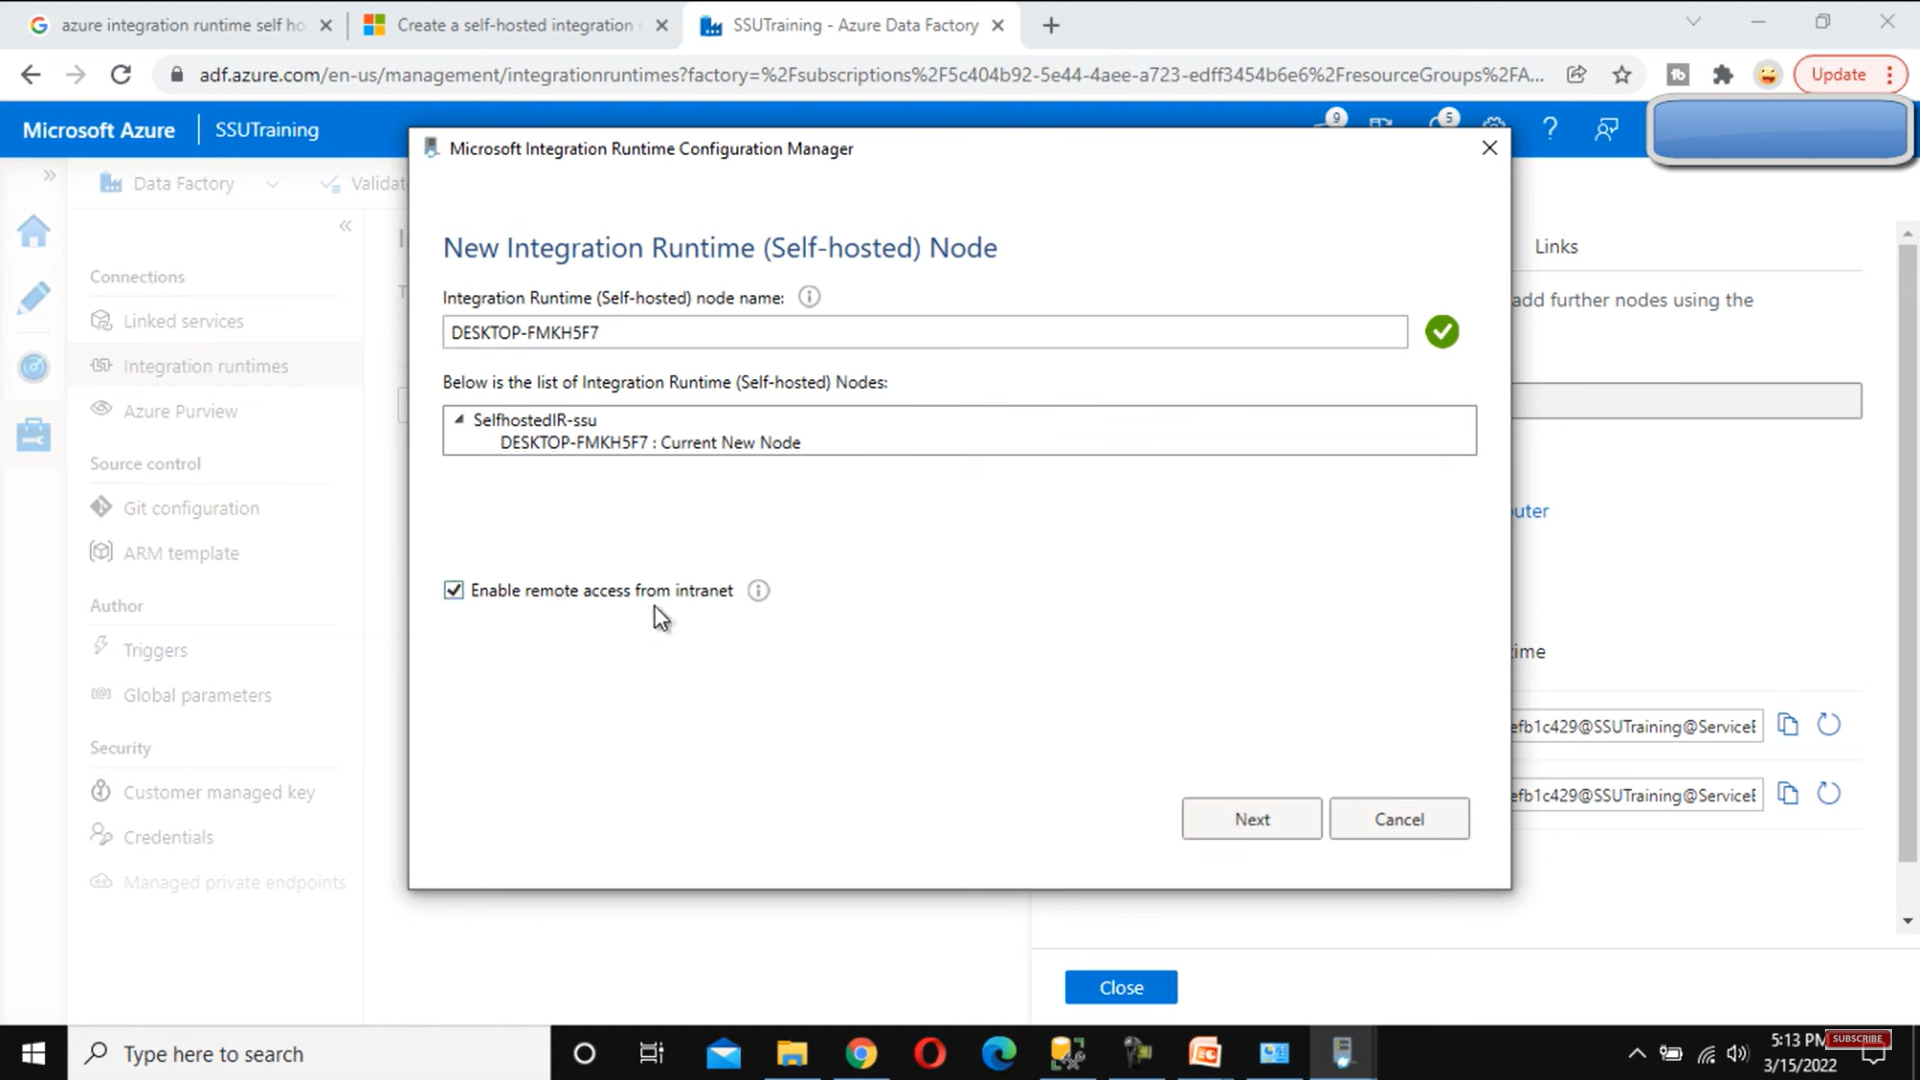 azure integration runtime self ho
Create a self-hosted integration
SSUTraining - Azure Data Factory
adf.azure.com/en-us/management/integrationruntimes?factory=%2Fsubscriptions%2F5c404b92-5e44-4aee-a723-edff3454b6e6%2FresourceGroups%2FA...
Update
Microsoft Azure
SSUTraining
9
5
Microsoft Integration Runtime Configuration Manager
Data Factory
Validat
Links
New Integration Runtime (Self-hosted) Node
Connections
Integration Runtime (Self-hosted) node name:
add further nodes using the
Linked services
DESKTOP-FMKH5F7
Integration runtimes
Below is the list of Integration Runtime (Self-hosted) Nodes:
Azure Purview
SelfhostedIR-ssu
DESKTOP-FMKH5F7 : Current New Node
Source control
Git configuration
uter
ARM template
Enable remote access from intranet
Author
Triggers
time
Global parameters
efb1c429@SSUTraining@ServiceE
Security
Customer managed key
efb1c429@SSUTraining@ServiceE
Next
Cancel
Credentials
Managed private endpoints
Close
Type here to search
5:13 PM
SUBSCRIBE
3/15/2022